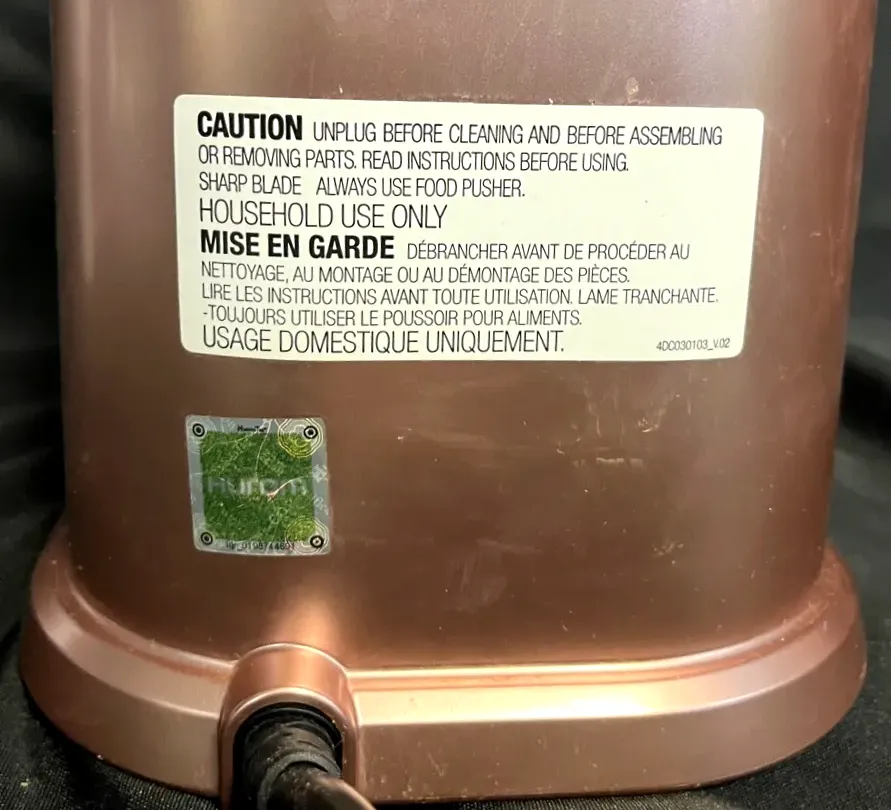 CAUTION UNPLUG BEFORE CLEANING AND BEFORE ASSEMBLING
OR REMOVING PARTS. READ INSTRUCTIONS BEFORE USING.
SHARP BLADE ALWAYS USE FOOD PUSHER.
HOUSEHOLD USE ONLY
MISE EN GARDE DÉBRANCHER AVANT DE PROCÉDER AU
NETTOYAGE, AU MONTAGE OU AU DÉMONTAGE DES PIÈCES.
LIRE LES INSTRUCTIONS AVANT TOUTE UTILISATION. LAME TRANCHANTE.
-TOUJOURS UTILISER LE POUSSOIR POUR ALIMENTS.
USAGE DOMESTIQUE UNIQUEMENT.
4DC030103_V.02
hurom